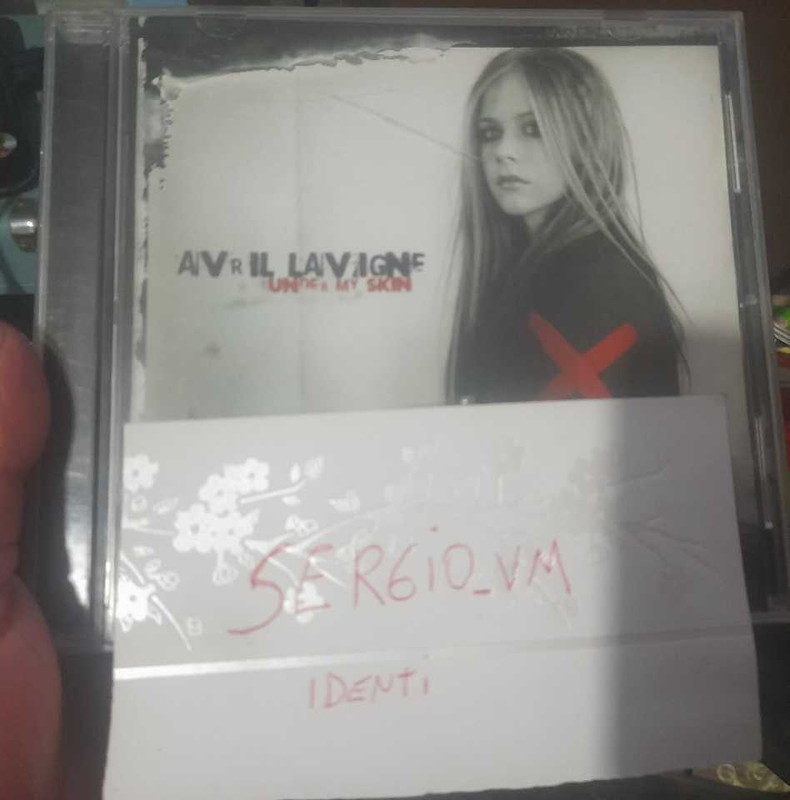 AVRIL LAVIGNE
UNDER MY SKIN
SERGIO_VM
IDENTi